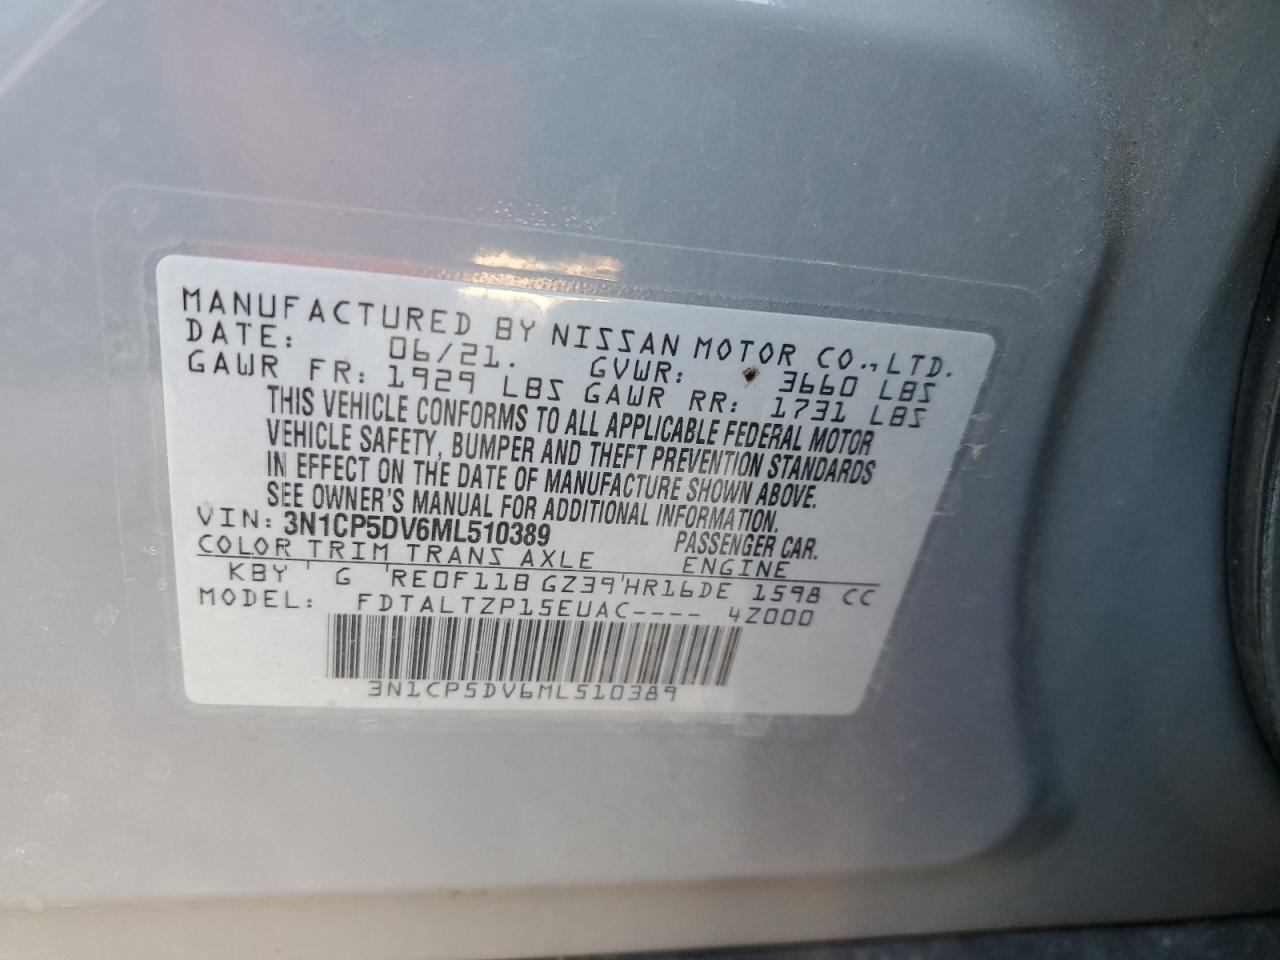 MANUFACTURED BY NISSAN MOTOR CO., LTD.
DATE: 06/21. GVWR: 3660 LBS
GAWR FR: 1929 LBS GAWR RR: 1731 LBS
THIS VEHICLE CONFORMS TO ALL APPLICABLE FEDERAL MOTOR
VEHICLE SAFETY, BUMPER AND THEFT PREVENTION STANDARDS
IN EFFECT ON THE DATE OF MANUFACTURE SHOWN ABOVE.
SEE OWNER'S MANUAL FOR ADDITIONAL INFORMATION.
VIN: 3N1CP5DV6ML510389 PASSENGER CAR.
COLOR TRIM TRANS AXLE ENGINE
KBY G RE0F11B GZ39 HR16DE 1598 CC
MODEL: FDTALTZP15EUAC---- 4Z000
3N1CP5DV6ML510389